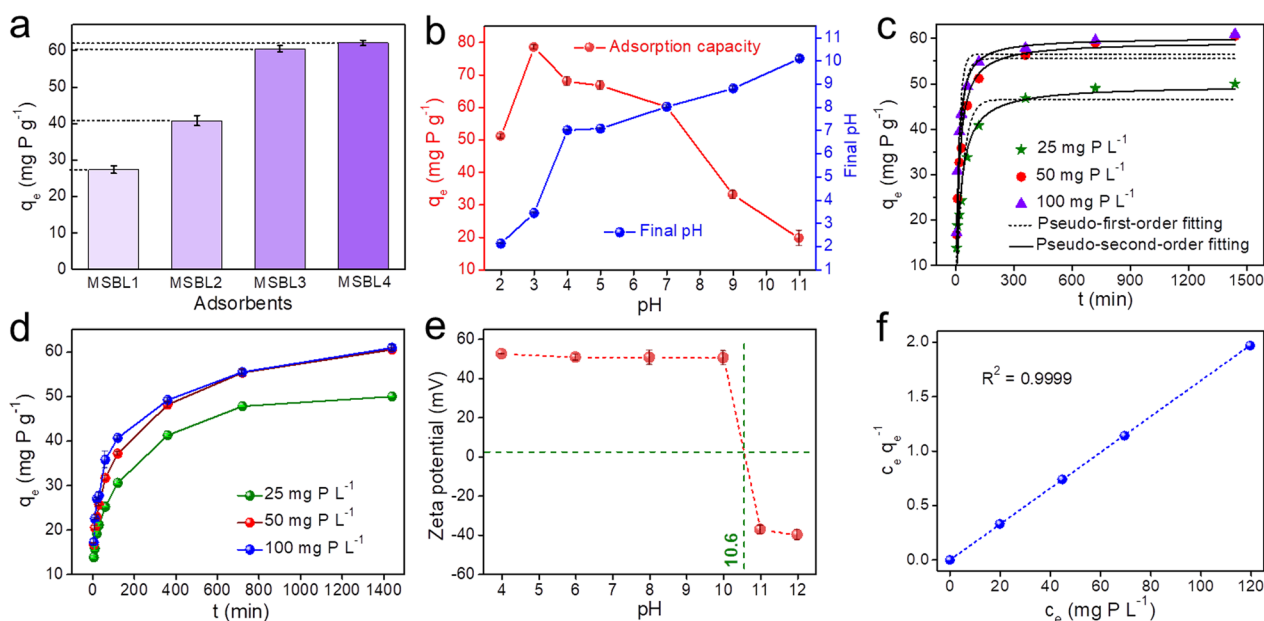 a
q_e (mg P g^-1)
60
50
40
30
20
10
0
MSBL1 MSBL2 MSBL3 MSBL4
Adsorbents
b
q_e (mg P g^-1)
80
70
60
50
40
30
20
10
Adsorption capacity
Final pH
11
10
9
8
7
6
5
4
3
2
1
Final pH
2 3 4 5 6 7 8 9 10 11
pH
c
q_e (mg P g^-1)
60
50
40
30
20
10
25 mg P L^-1
50 mg P L^-1
100 mg P L^-1
Pseudo-first-order fitting
Pseudo-second-order fitting
0 300 600 900 1200 1500
t (min)
d
q_e (mg P g^-1)
60
50
40
30
20
10
25 mg P L^-1
50 mg P L^-1
100 mg P L^-1
0 200 400 600 800 1000 1200 1400
t (min)
e
Zeta potential (mV)
60
40
20
0
-20
-40
-60
10.6
4 5 6 7 8 9 10 11 12
pH
f
c_e q_e^-1
2.0
1.5
1.0
0.5
0.0
R^2 = 0.9999
0 20 40 60 80 100 120
c_e (mg P L^-1)